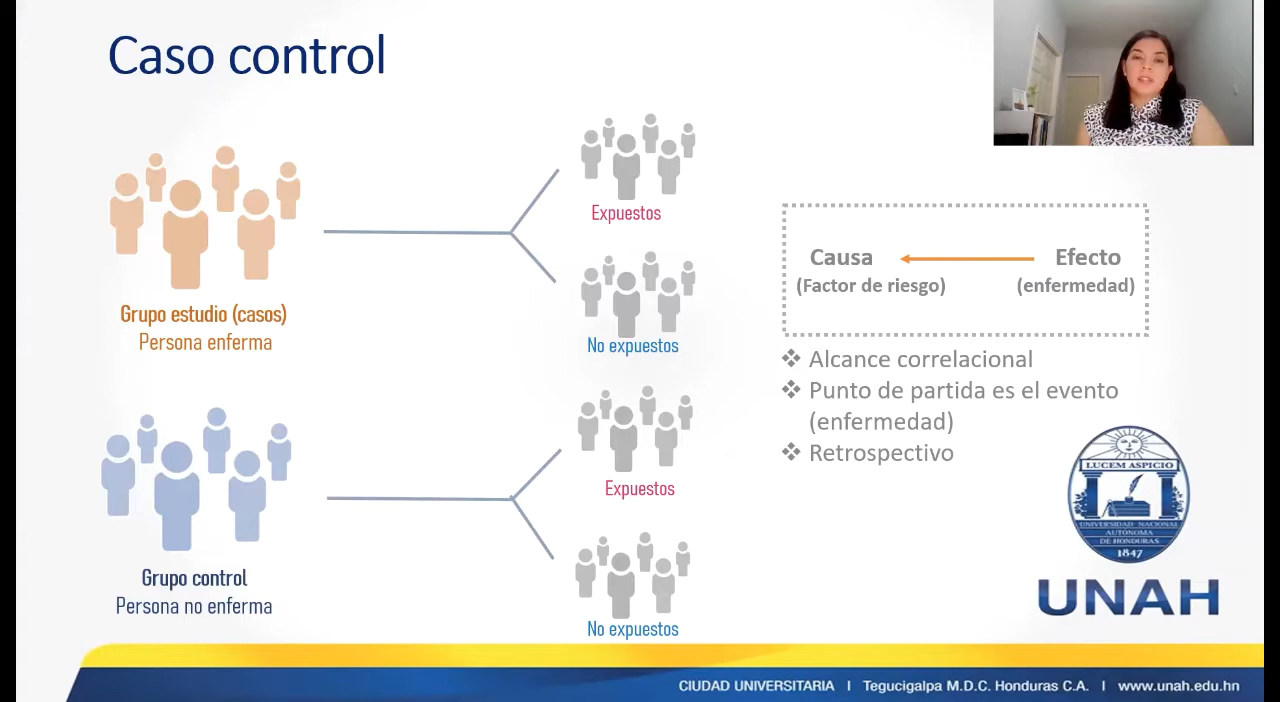 Caso control
Grupo estudio (casos)
Persona enferma
Expuestos
No expuestos
Grupo control
Persona no enferma
Expuestos
No expuestos
Causa
(Factor de riesgo)
Efecto
(enfermedad)
❖ Alcance correlacional
❖ Punto de partida es el evento
(enfermedad)
❖ Retrospectivo
LUCEM ASPICIO
UNIVERSIDAD NACIONAL
AUTÓNOMA
DE HONDURAS
1847
UNAH
CIUDAD UNIVERSITARIA I Tegucigalpa M.D.C. Honduras C.A. I www.unah.edu.hn